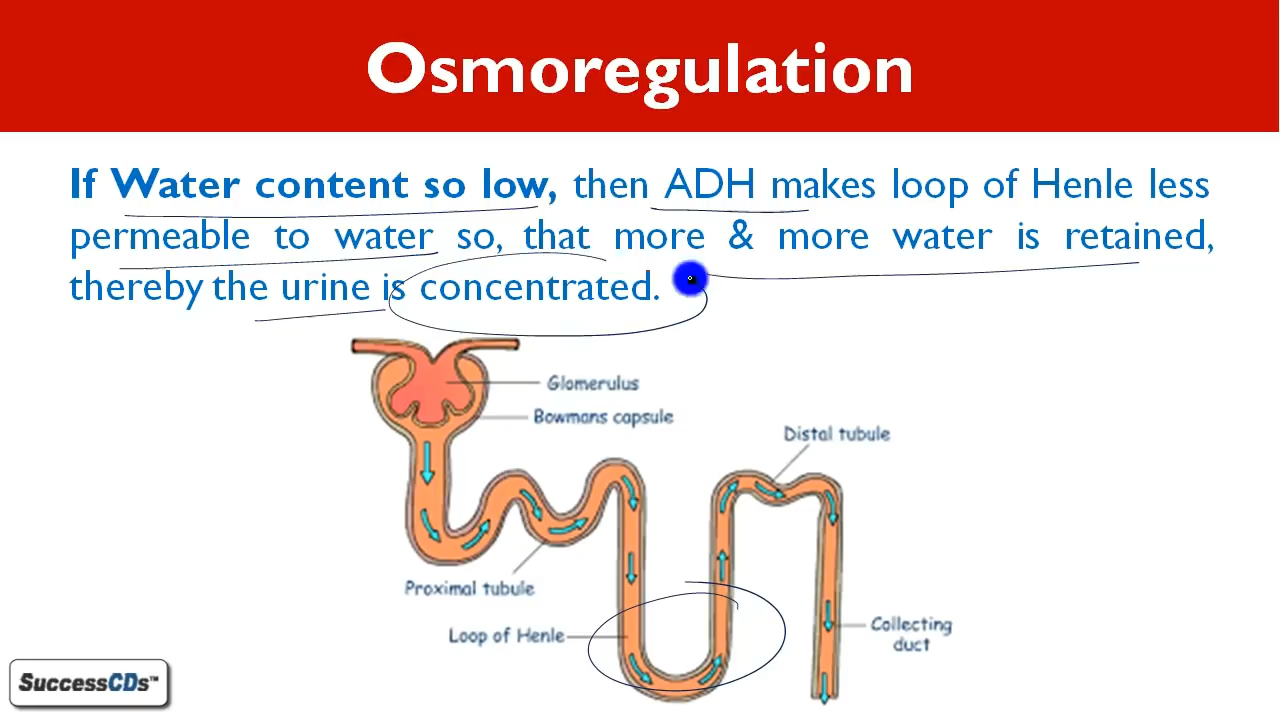 Osmoregulation
If Water content so low, then ADH makes loop of Henle less
permeable to water so, that more & more water is retained,
thereby the urine is concentrated.
Glomerulus
Bowmans capsule
Distal tubule
Proximal tubule
Loop of Henle
Collecting
duct
SuccessCDs™